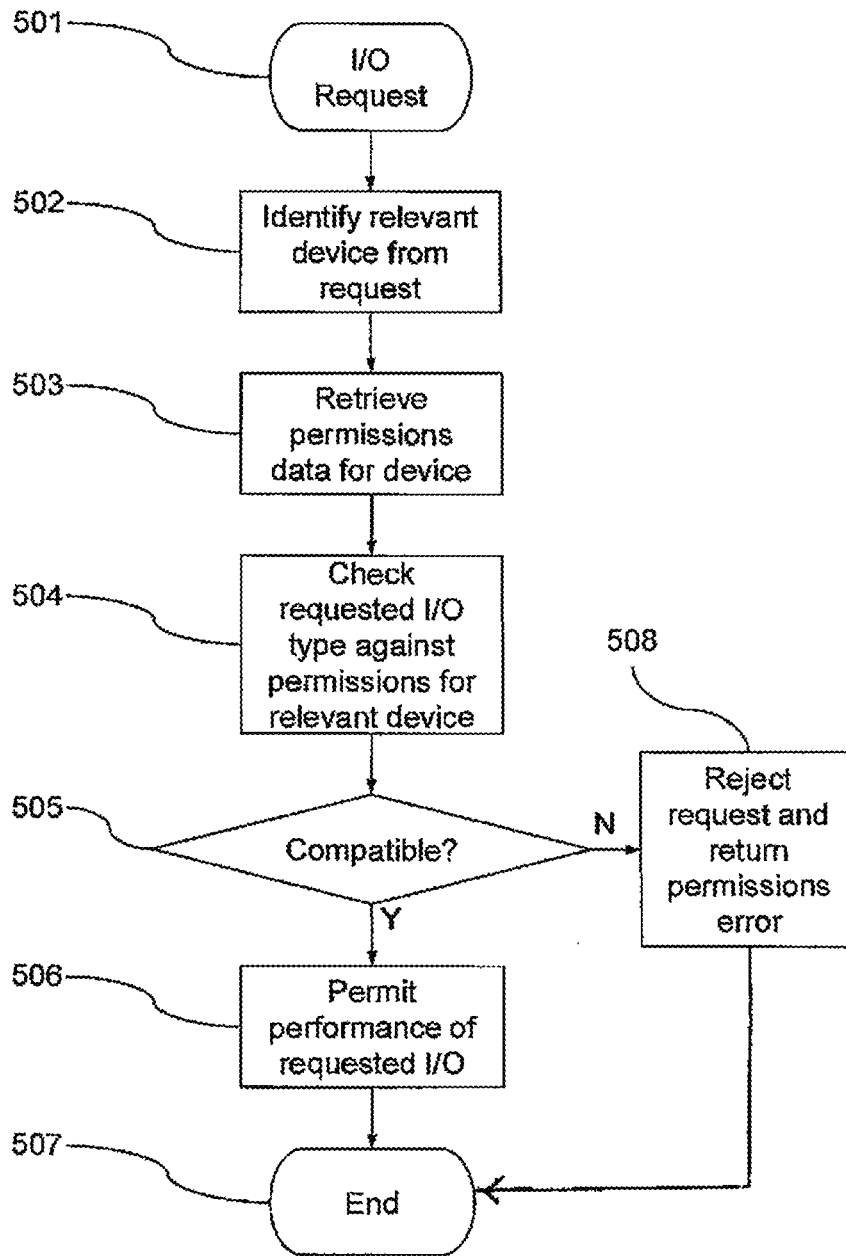 501
I/O
Request
502
Identify relevant
device from
request
503
Retrieve
permissions
data for device
504
Check
requested I/O
type against
permissions for
relevant device
508
Reject
request and
return
permissions
error
505
Compatible?
N
Y
506
Permit
performance of
requested I/O
507
End